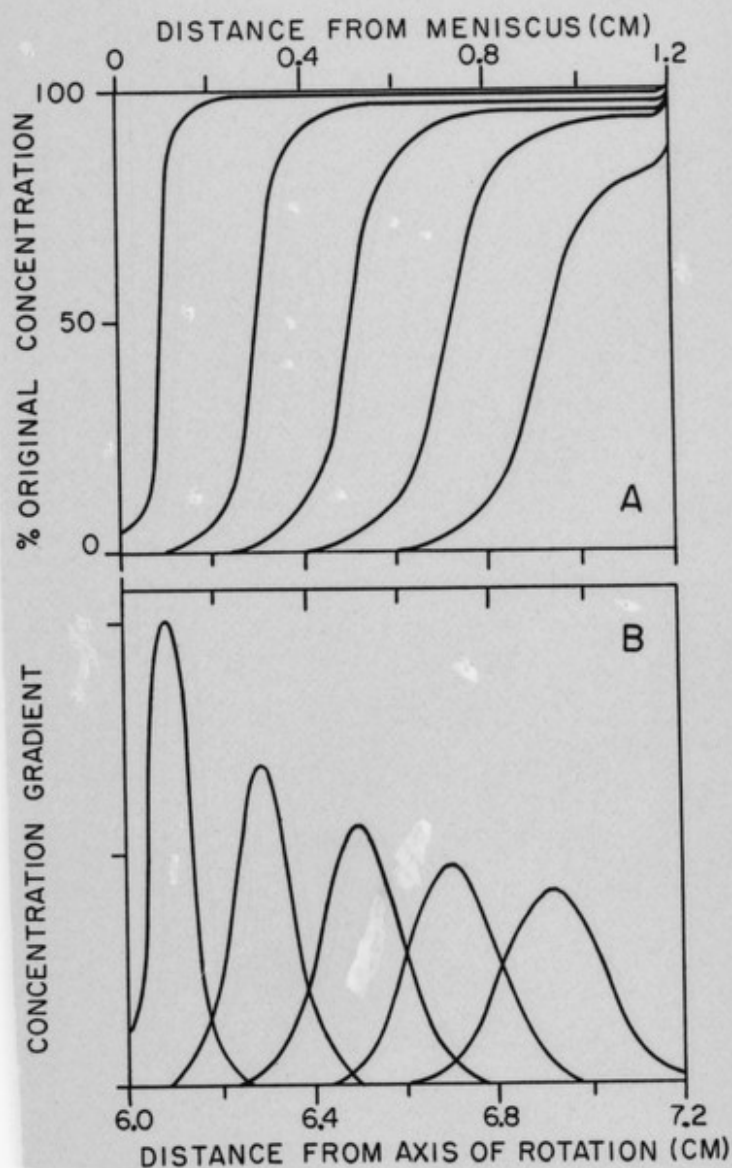 DISTANCE FROM MENISCUS (CM)
0 0.4 0.8 1.2
% ORIGINAL CONCENTRATION
100
50
0
A
CONCENTRATION GRADIENT
B
6.0 6.4 6.8 7.2
DISTANCE FROM AXIS OF ROTATION (CM)